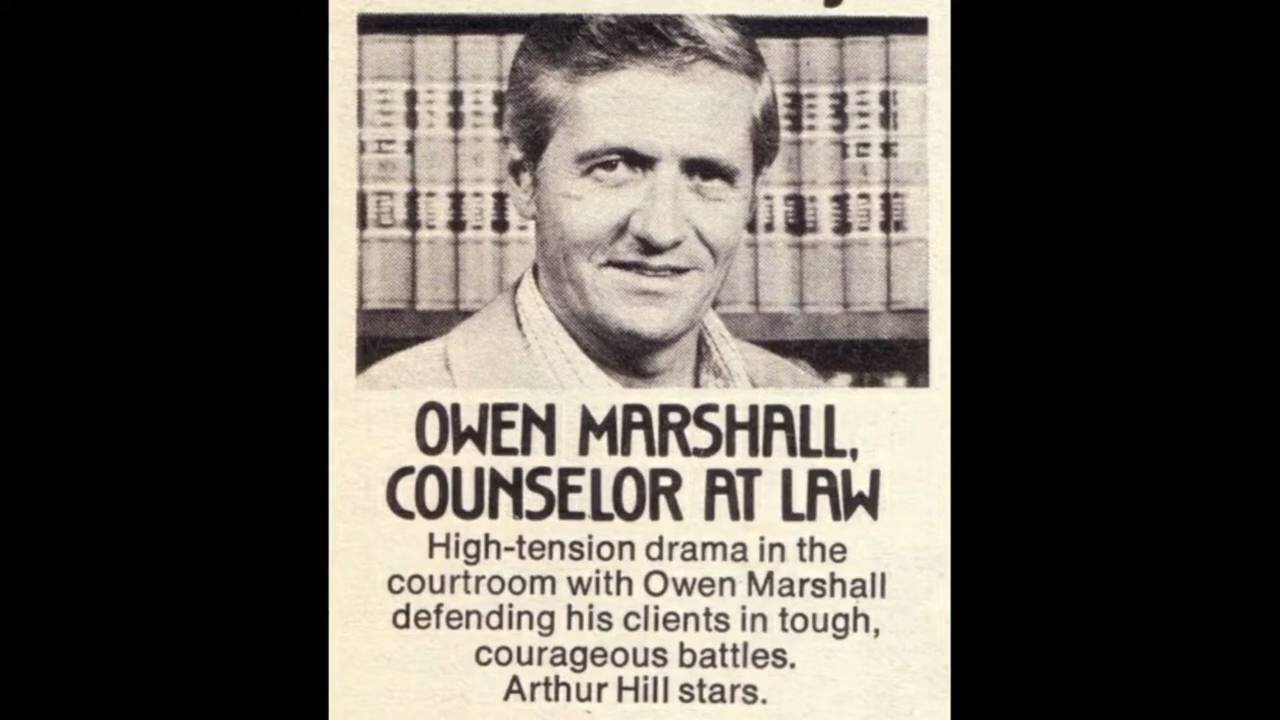 OWEN MARSHALL,
COUNSELOR AT LAW
High-tension drama in the
courtroom with Owen Marshall
defending his clients in tough,
courageous battles.
Arthur Hill stars.